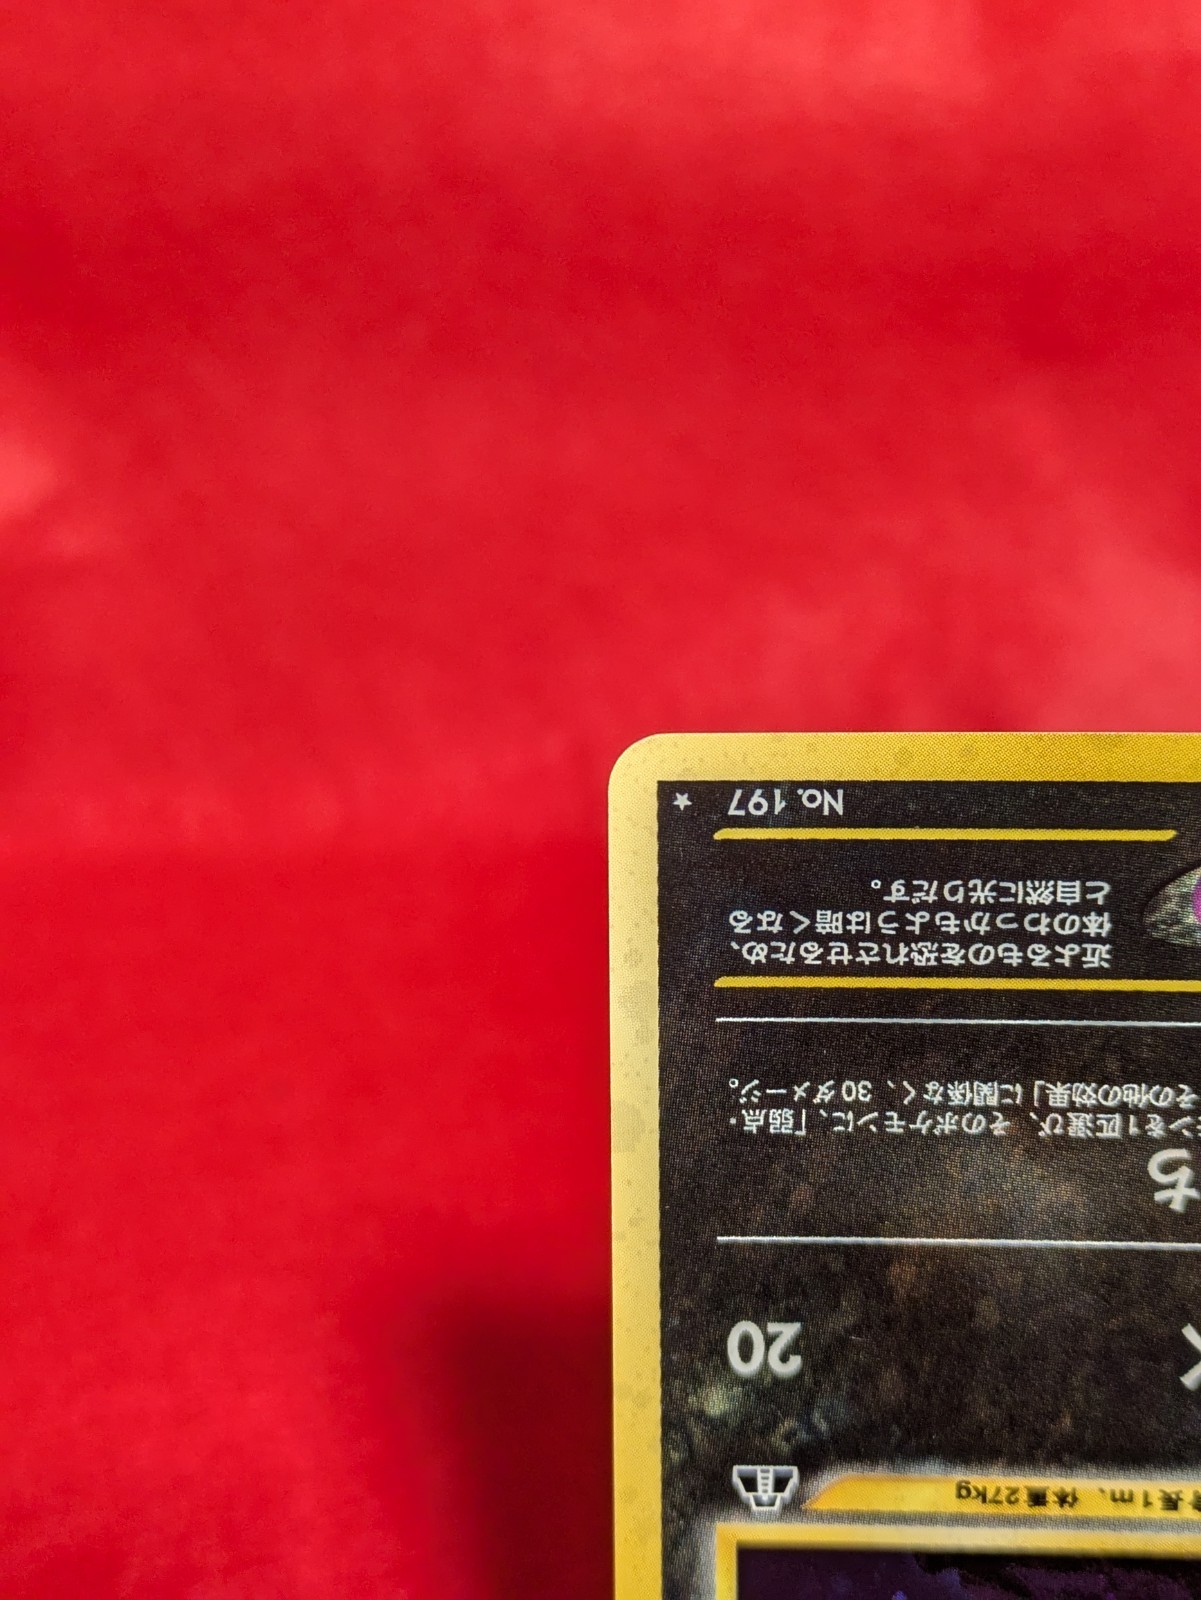 長1m、体重27kg
20
ち
ンを1匹選び、そのポケモンに、「弱点・
その他の効果」に関係なく、30ダメージ。
近よるものを恐れさせるため、
体のわっかもようは暗くなる
と自然に光りだす。
No. 197 ★